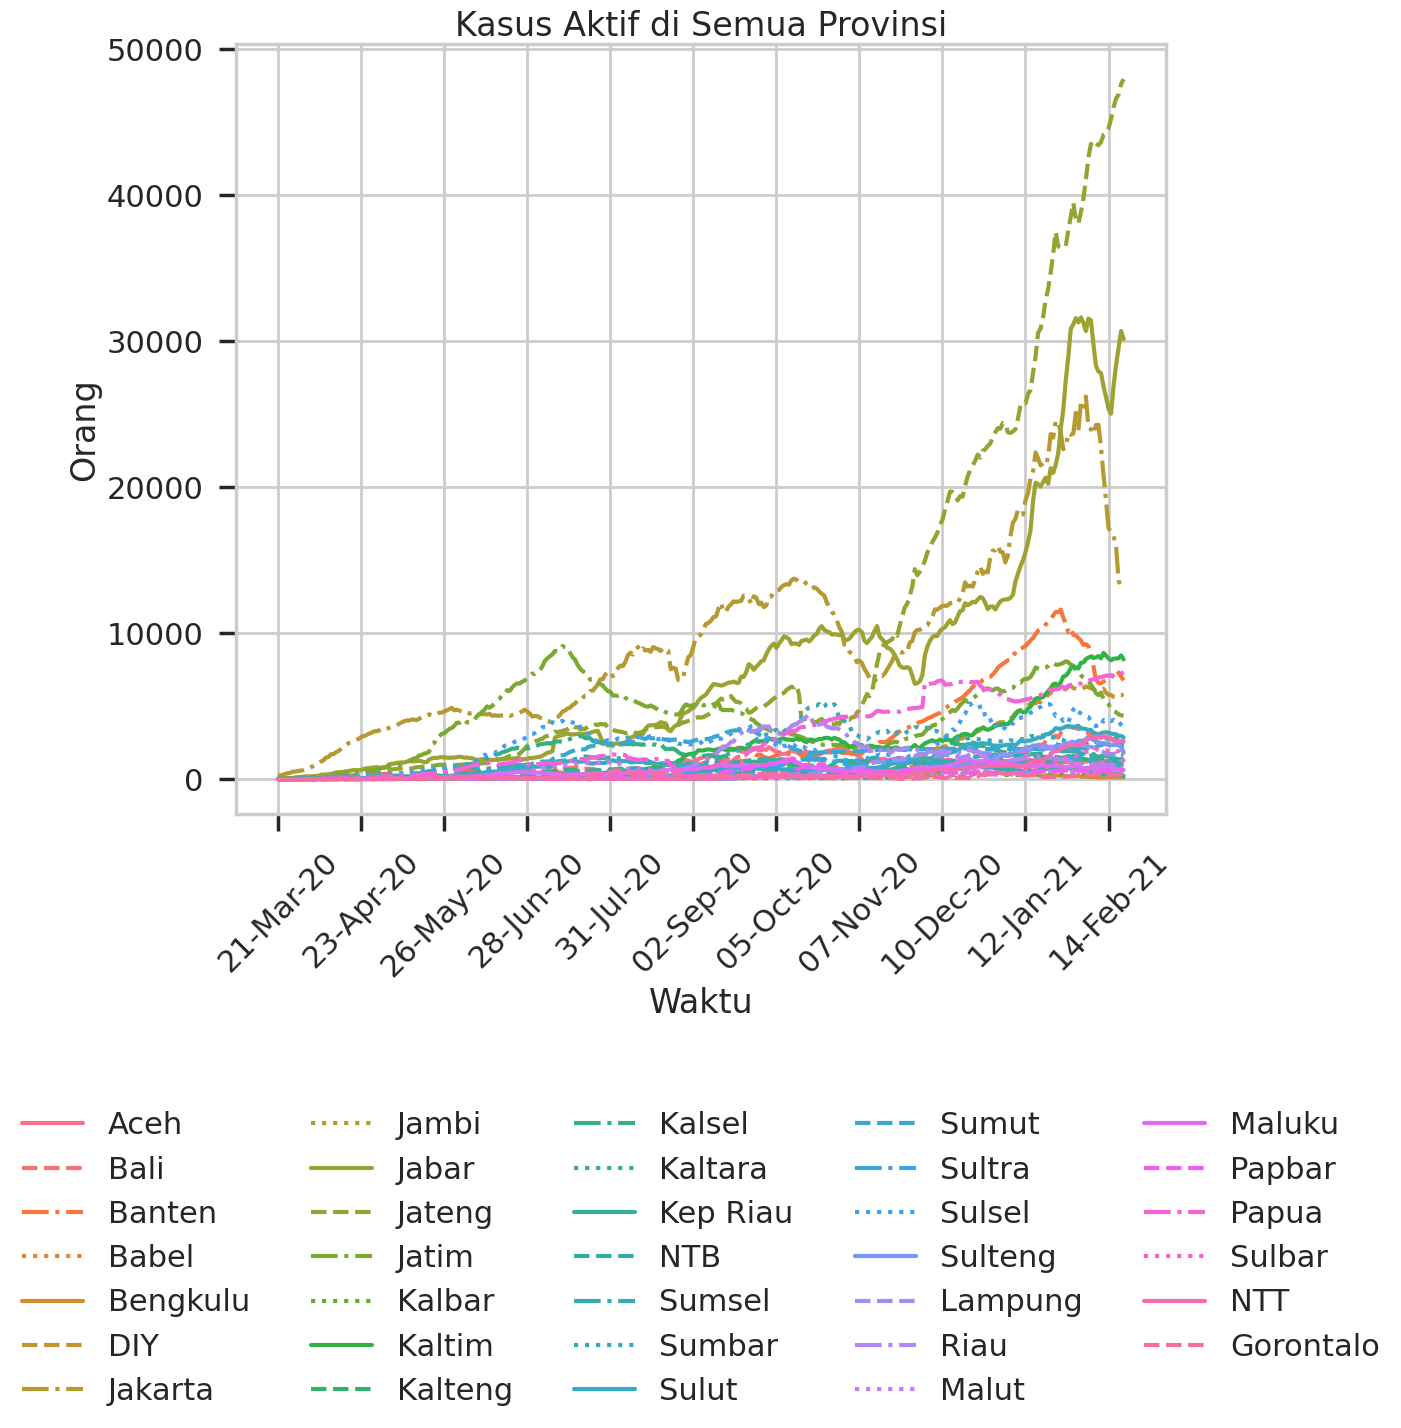 Kasus Aktif di Semua Provinsi
50000
40000
30000
20000
10000
0
Orang
21-Mar-20
23-Apr-20
26-May-20
28-Jun-20
31-Jul-20
02-Sep-20
05-Oct-20
07-Nov-20
10-Dec-20
12-Jan-21
14-Feb-21
Waktu
Aceh
Bali
Banten
Babel
Bengkulu
DIY
Jakarta
Jambi
Jabar
Jateng
Jatim
Kalbar
Kaltim
Kalteng
Kalsel
Kaltara
Kep Riau
NTB
Sumsel
Sumbar
Sulut
Sumut
Sultra
Sulsel
Sulteng
Lampung
Riau
Malut
Maluku
Papbar
Papua
Sulbar
NTT
Gorontalo